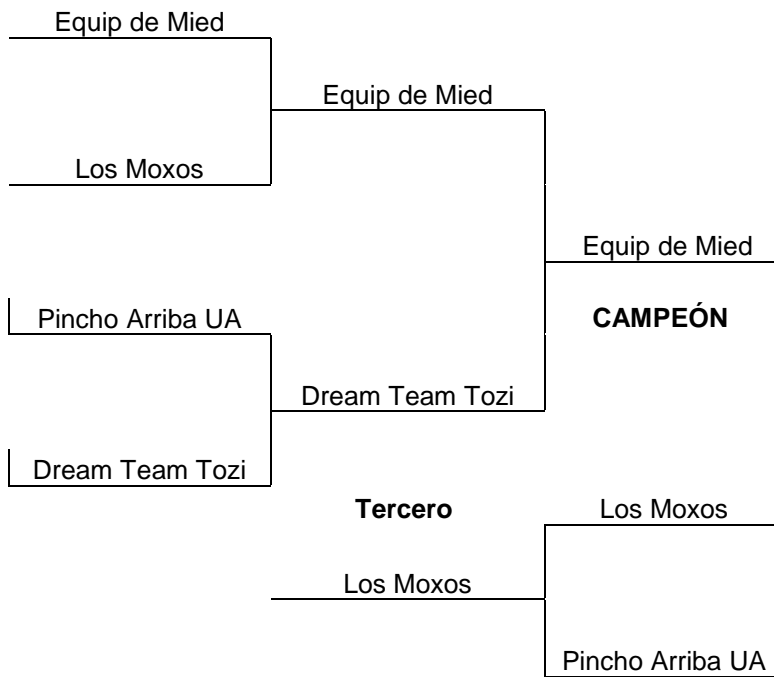 Equip de Mied
Equip de Mied
Los Moxos
Equip de Mied
Pincho Arriba UA
CAMPEÓN
Dream Team Tozi
Dream Team Tozi
Tercero
Los Moxos
Los Moxos
Pincho Arriba UA